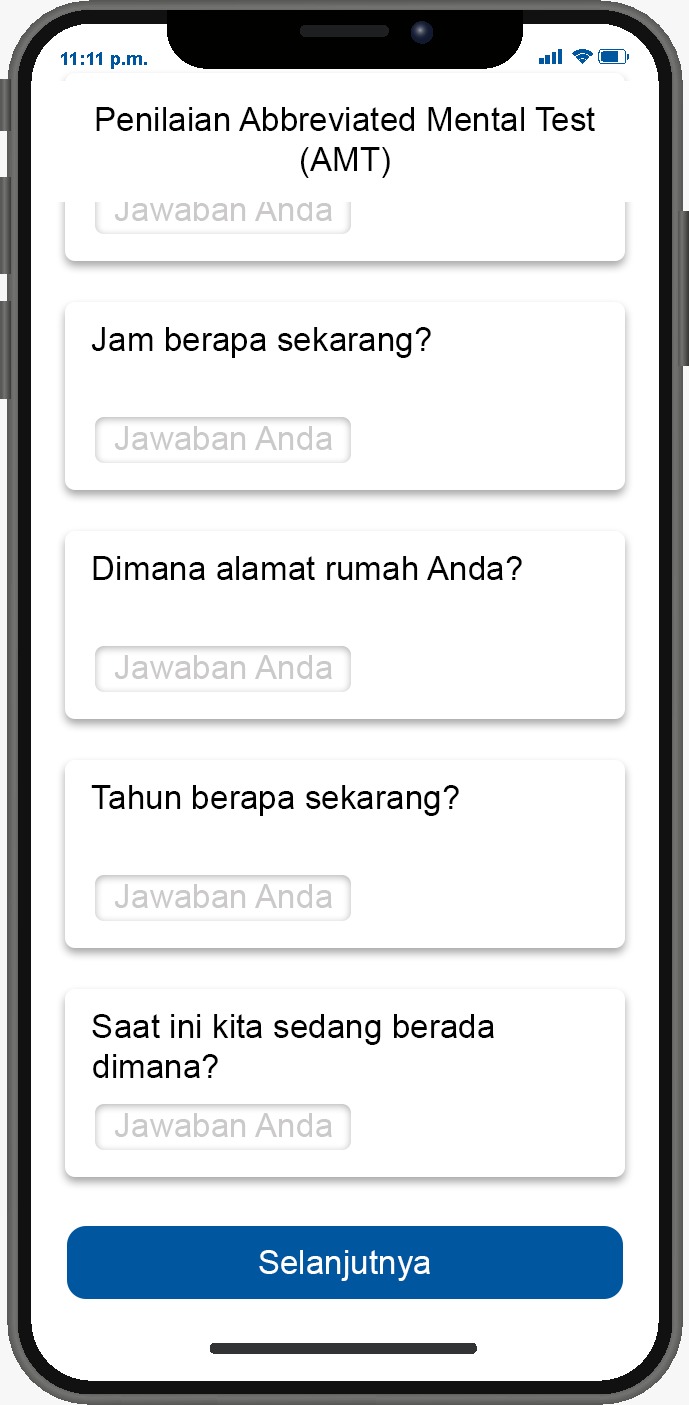 11:11 p.m.
Penilaian Abbreviated Mental Test
(AMT)
Jawaban Anda
Jam berapa sekarang?
Jawaban Anda
Dimana alamat rumah Anda?
Jawaban Anda
Tahun berapa sekarang?
Jawaban Anda
Saat ini kita sedang berada
dimana?
Jawaban Anda
Selanjutnya